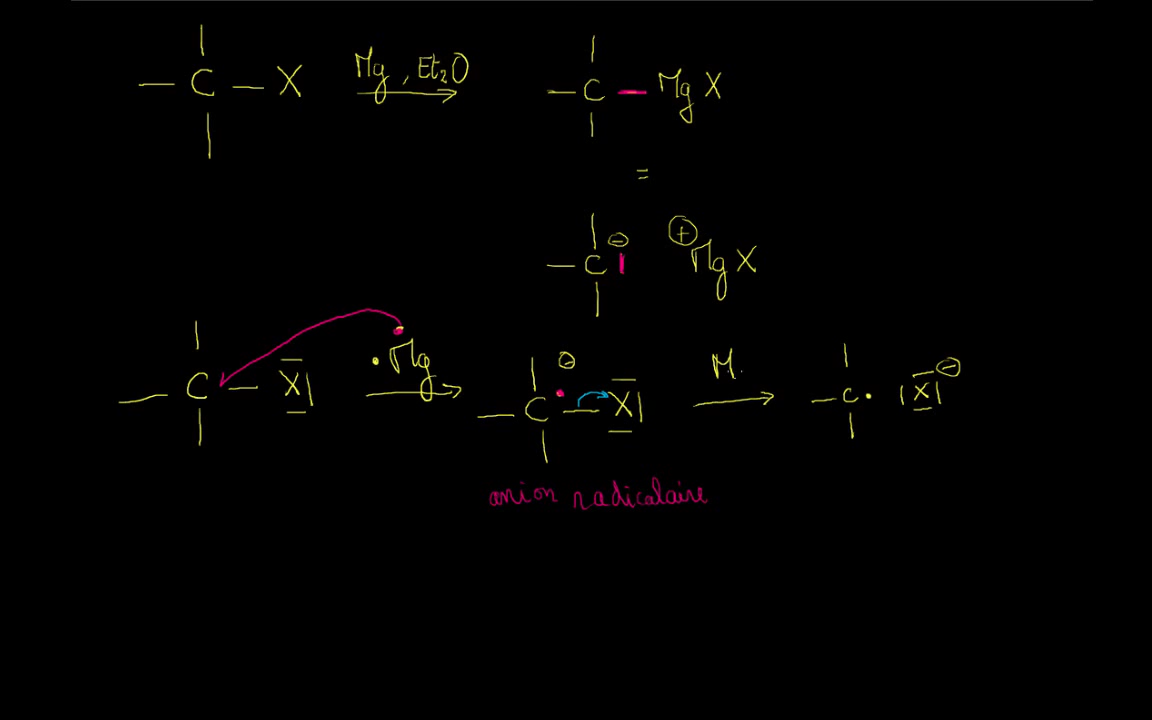 — C — X Mg, Et₂O — C — MgX
=
— C ⊖ ⊕ MgX
— C — X • Mg — C • ⊖ — X M. — C • X ⊖
anion radicalaire